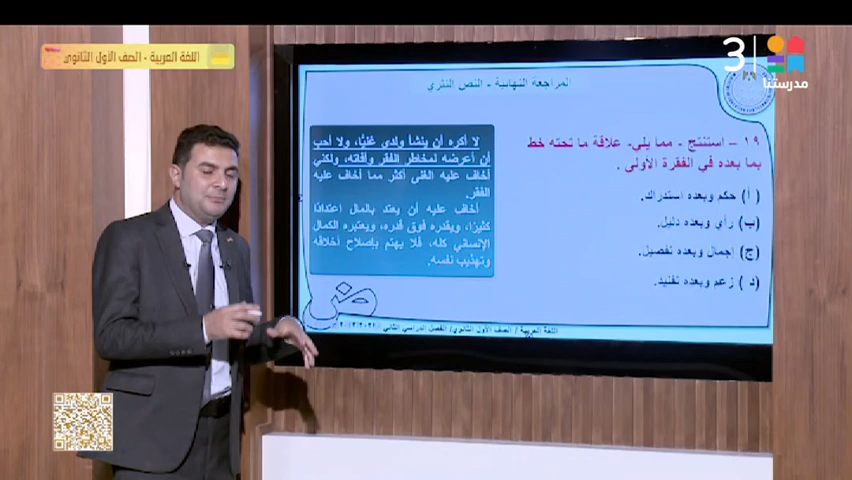 اللغة العربية - الصف الأول الثانوي
3
مدرستنا
المراجعة النهائية - النص النثري
١٩ – استنتج - مما يلي- علاقة ما تحته خط
بما بعده في الفقرة الأولى .
(أ) حكم وبعده استدراك.
(ب) رأي وبعده دليل.
(ج) إجمال وبعده تفصيل.
(د) زعم وبعده تفنيد.
لا أكره أن ينشأ ولدي غنيًّا، ولا أحب
أن أعرضه لمخاطر الفقر وآفاته، ولكني
أخاف عليه الغنى أكثر مما أخاف عليه
الفقر.
أخاف عليه أن يعتد بالمال اعتدادًا
كثيرًا، ويقدره فوق قدره، ويعتبره الكمال
الإنساني كله، فلا يهتم بإصلاح أخلاقه
وتهذيب نفسه.
ض
اللغة العربية / الصف الأول الثانوي/ الفصل الدراسي الثاني